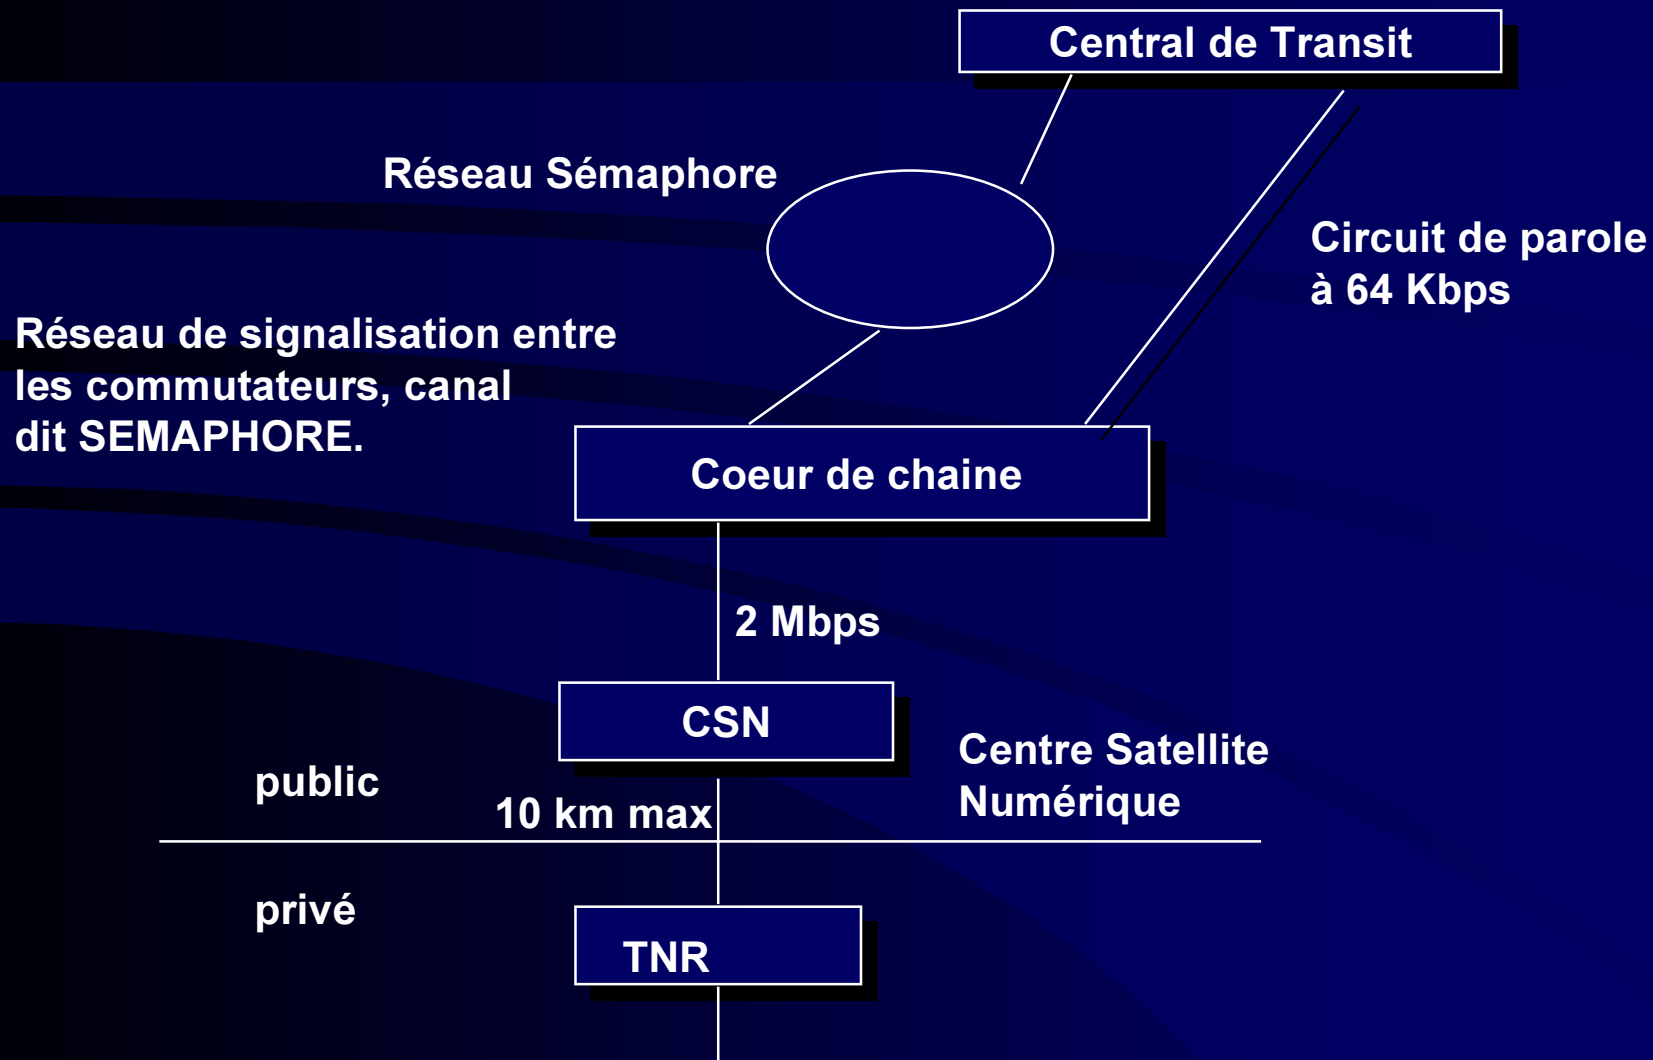 Central de Transit
Réseau Sémaphore
Circuit de parole
à 64 Kbps
Réseau de signalisation entre
les commutateurs, canal
dit SEMAPHORE.
Coeur de chaine
2 Mbps
CSN
Centre Satellite
Numérique
public
10 km max
privé
TNR